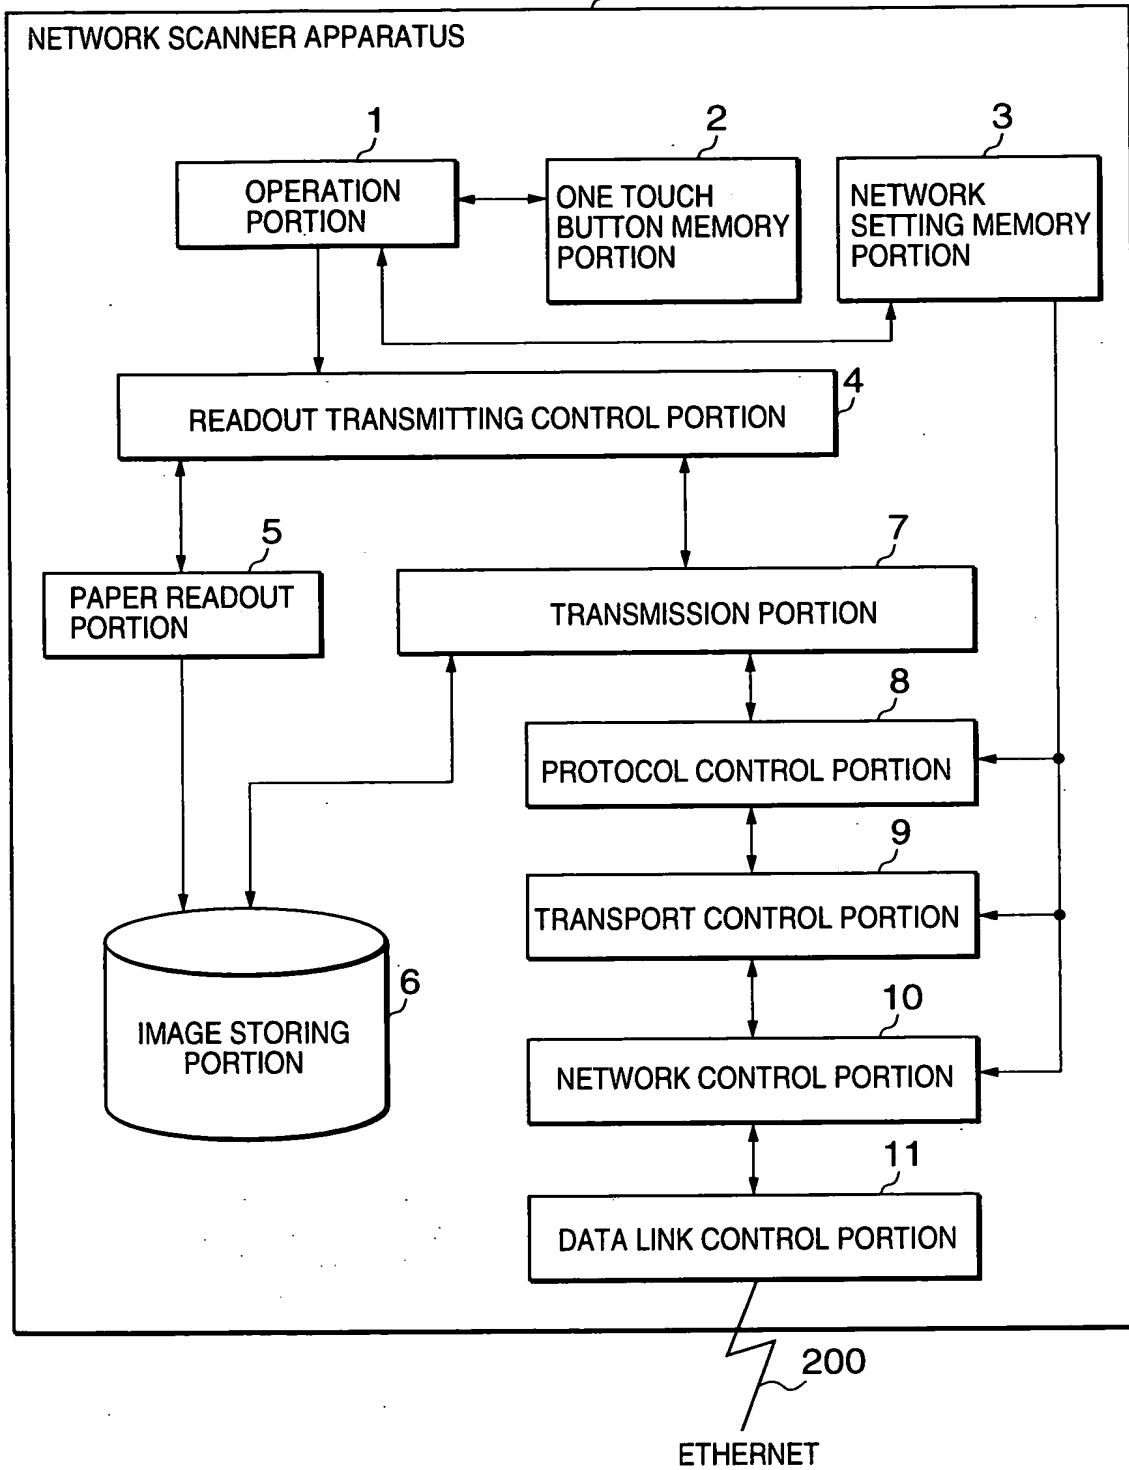 NETWORK SCANNER APPARATUS
1
2
3
OPERATION
PORTION
ONE TOUCH
BUTTON MEMORY
PORTION
NETWORK
SETTING MEMORY
PORTION
4
READOUT TRANSMITTING CONTROL PORTION
5
7
PAPER READOUT
PORTION
TRANSMISSION PORTION
8
PROTOCOL CONTROL PORTION
9
TRANSPORT CONTROL PORTION
6
IMAGE STORING
PORTION
10
NETWORK CONTROL PORTION
11
DATA LINK CONTROL PORTION
200
ETHERNET